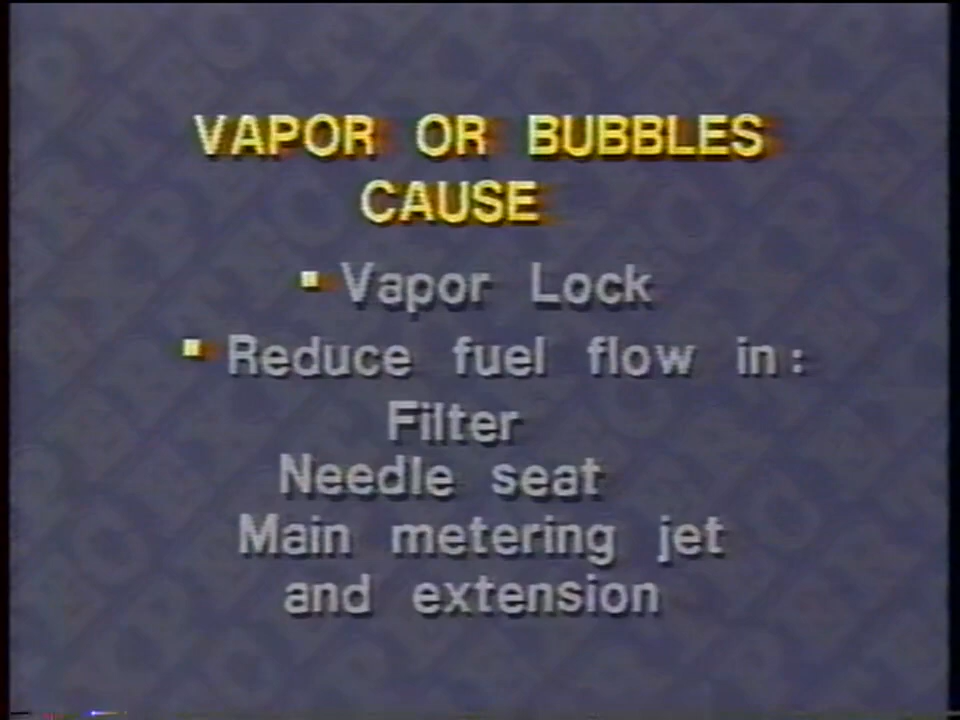 VAPOR OR BUBBLES
CAUSE
▪ Vapor Lock
▪ Reduce fuel flow in:
Filter
Needle seat
Main metering jet
and extension